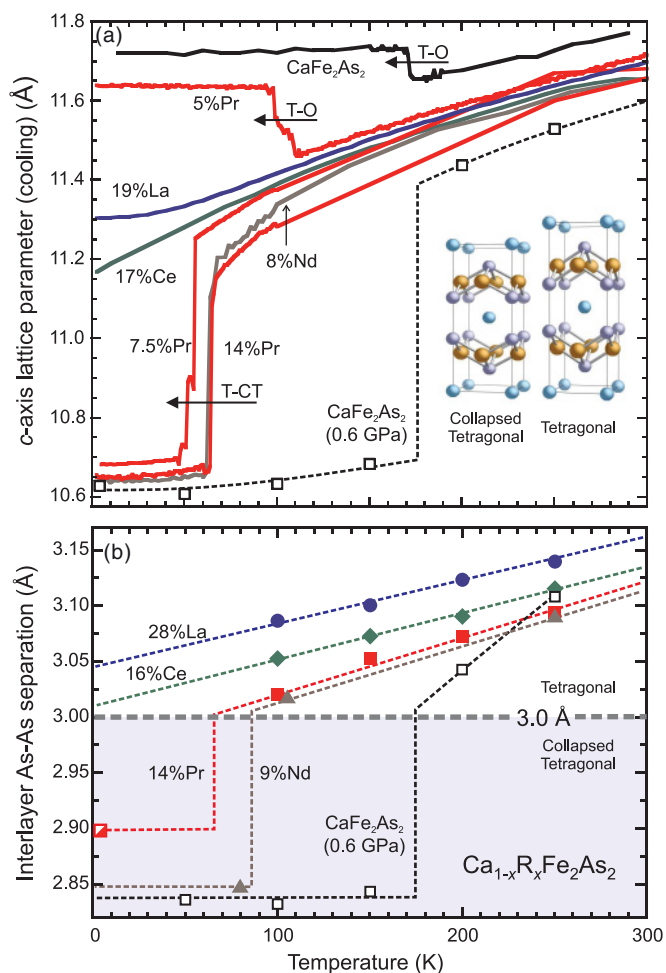 (a)
11.8
11.6
11.4
11.2
11.0
10.8
10.6
c-axis lattice parameter (cooling) (Å)
CaFe₂As₂
T-O
5%Pr
T-O
19%La
17%Ce
8%Nd
7.5%Pr
14%Pr
T-CT
CaFe₂As₂
(0.6 GPa)
Collapsed
Tetragonal
Tetragonal
(b)
3.15
3.10
3.05
3.00
2.95
2.90
2.85
Interlayer As-As separation (Å)
28%La
16%Ce
Tetragonal
3.0 Å
Collapsed
Tetragonal
14%Pr
9%Nd
CaFe₂As₂
(0.6 GPa)
Ca₁₋ₓRₓFe₂As₂
0
100
200
300
Temperature (K)